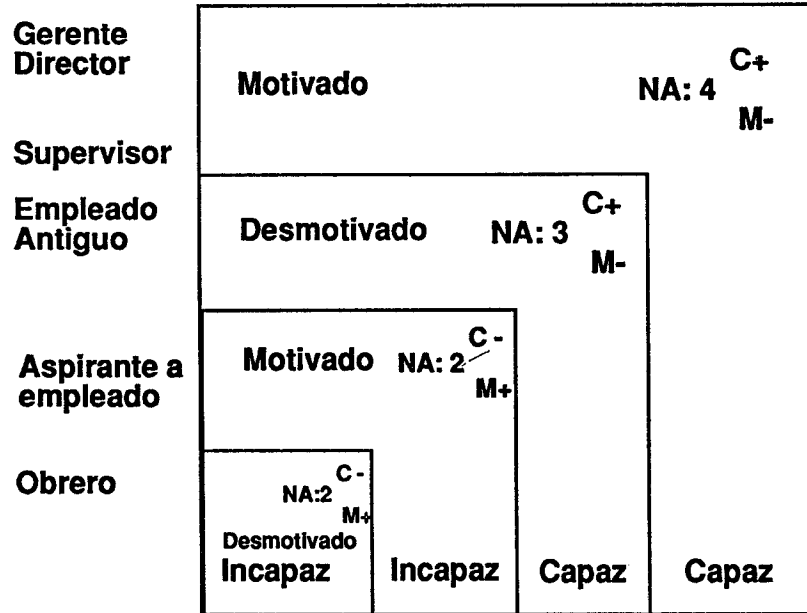 Gerente
Director
Motivado
NA: 4
C+
M-
Supervisor
Empleado
Antiguo
Desmotivado
NA: 3
C+
M-
Aspirante a
empleado
Motivado
NA: 2
C -
M+
Obrero
NA:2
C -
M+
Desmotivado
Incapaz
Incapaz
Capaz
Capaz